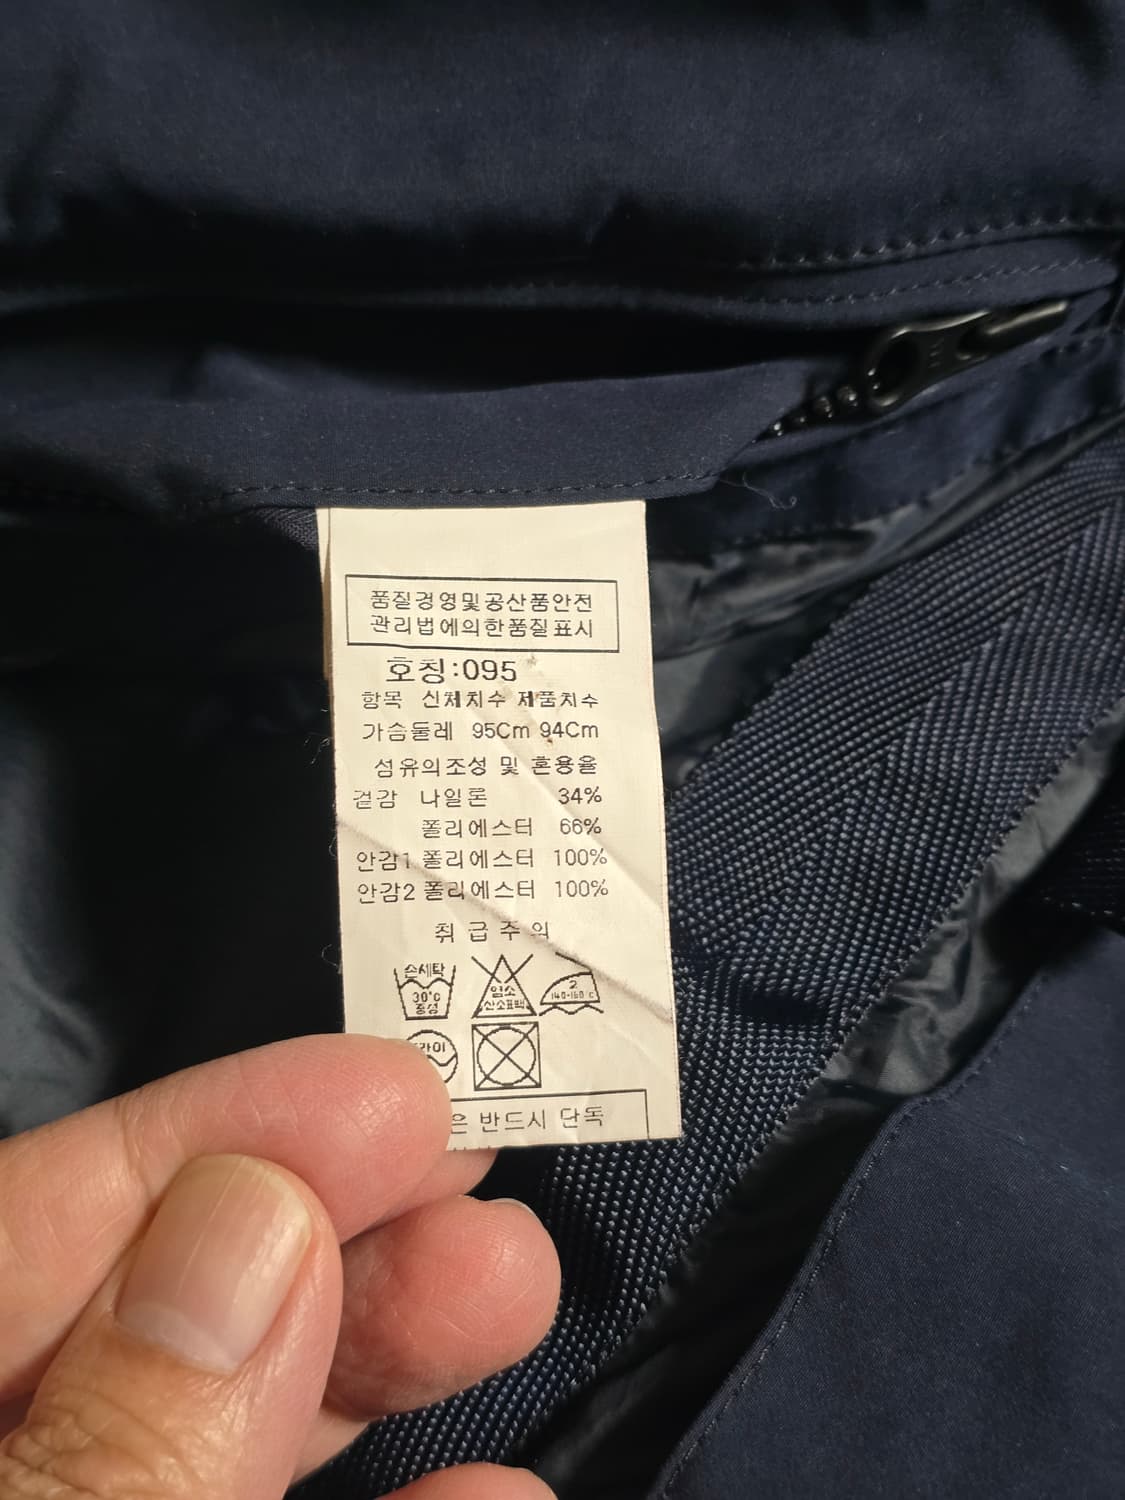 품질경영및공산품안전
관리법에의한품질표시
호칭:095
항목 신체치수 제품치수
가슴둘레 95Cm 94Cm
섬유의조성 및 혼용율
겉감 나일론 34%
폴리에스터 66%
안감1 폴리에스터 100%
안감2 폴리에스터 100%
취급주의
손세탁
30°C
중성
염소
산소표백
2
140-160°C
은 반드시 단독